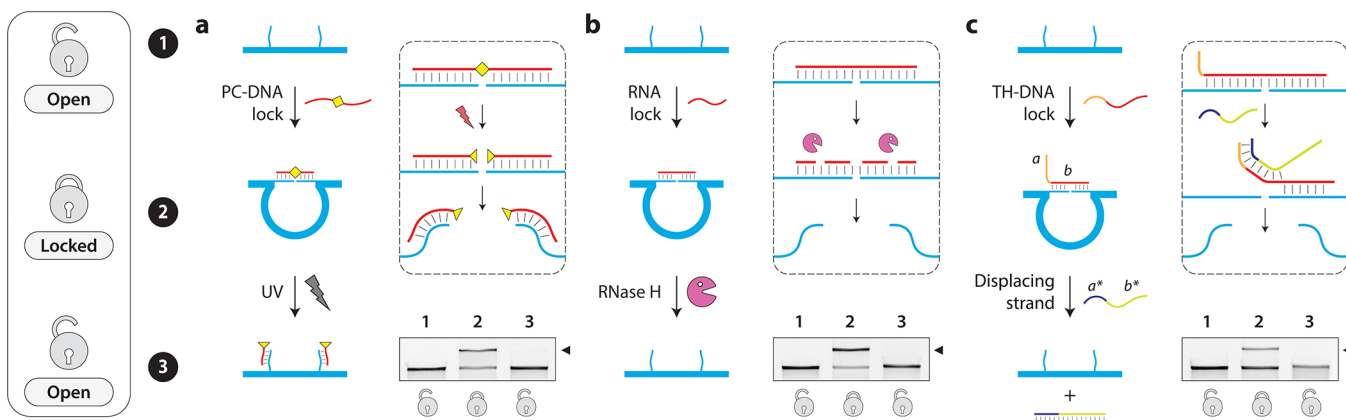 Open
Locked
Open
1
2
3
a
PC-DNA
lock
UV
1 2 3
b
RNA
lock
RNase H
1 2 3
c
TH-DNA
lock
a
b
Displacing
strand
a* b*
+
1 2 3